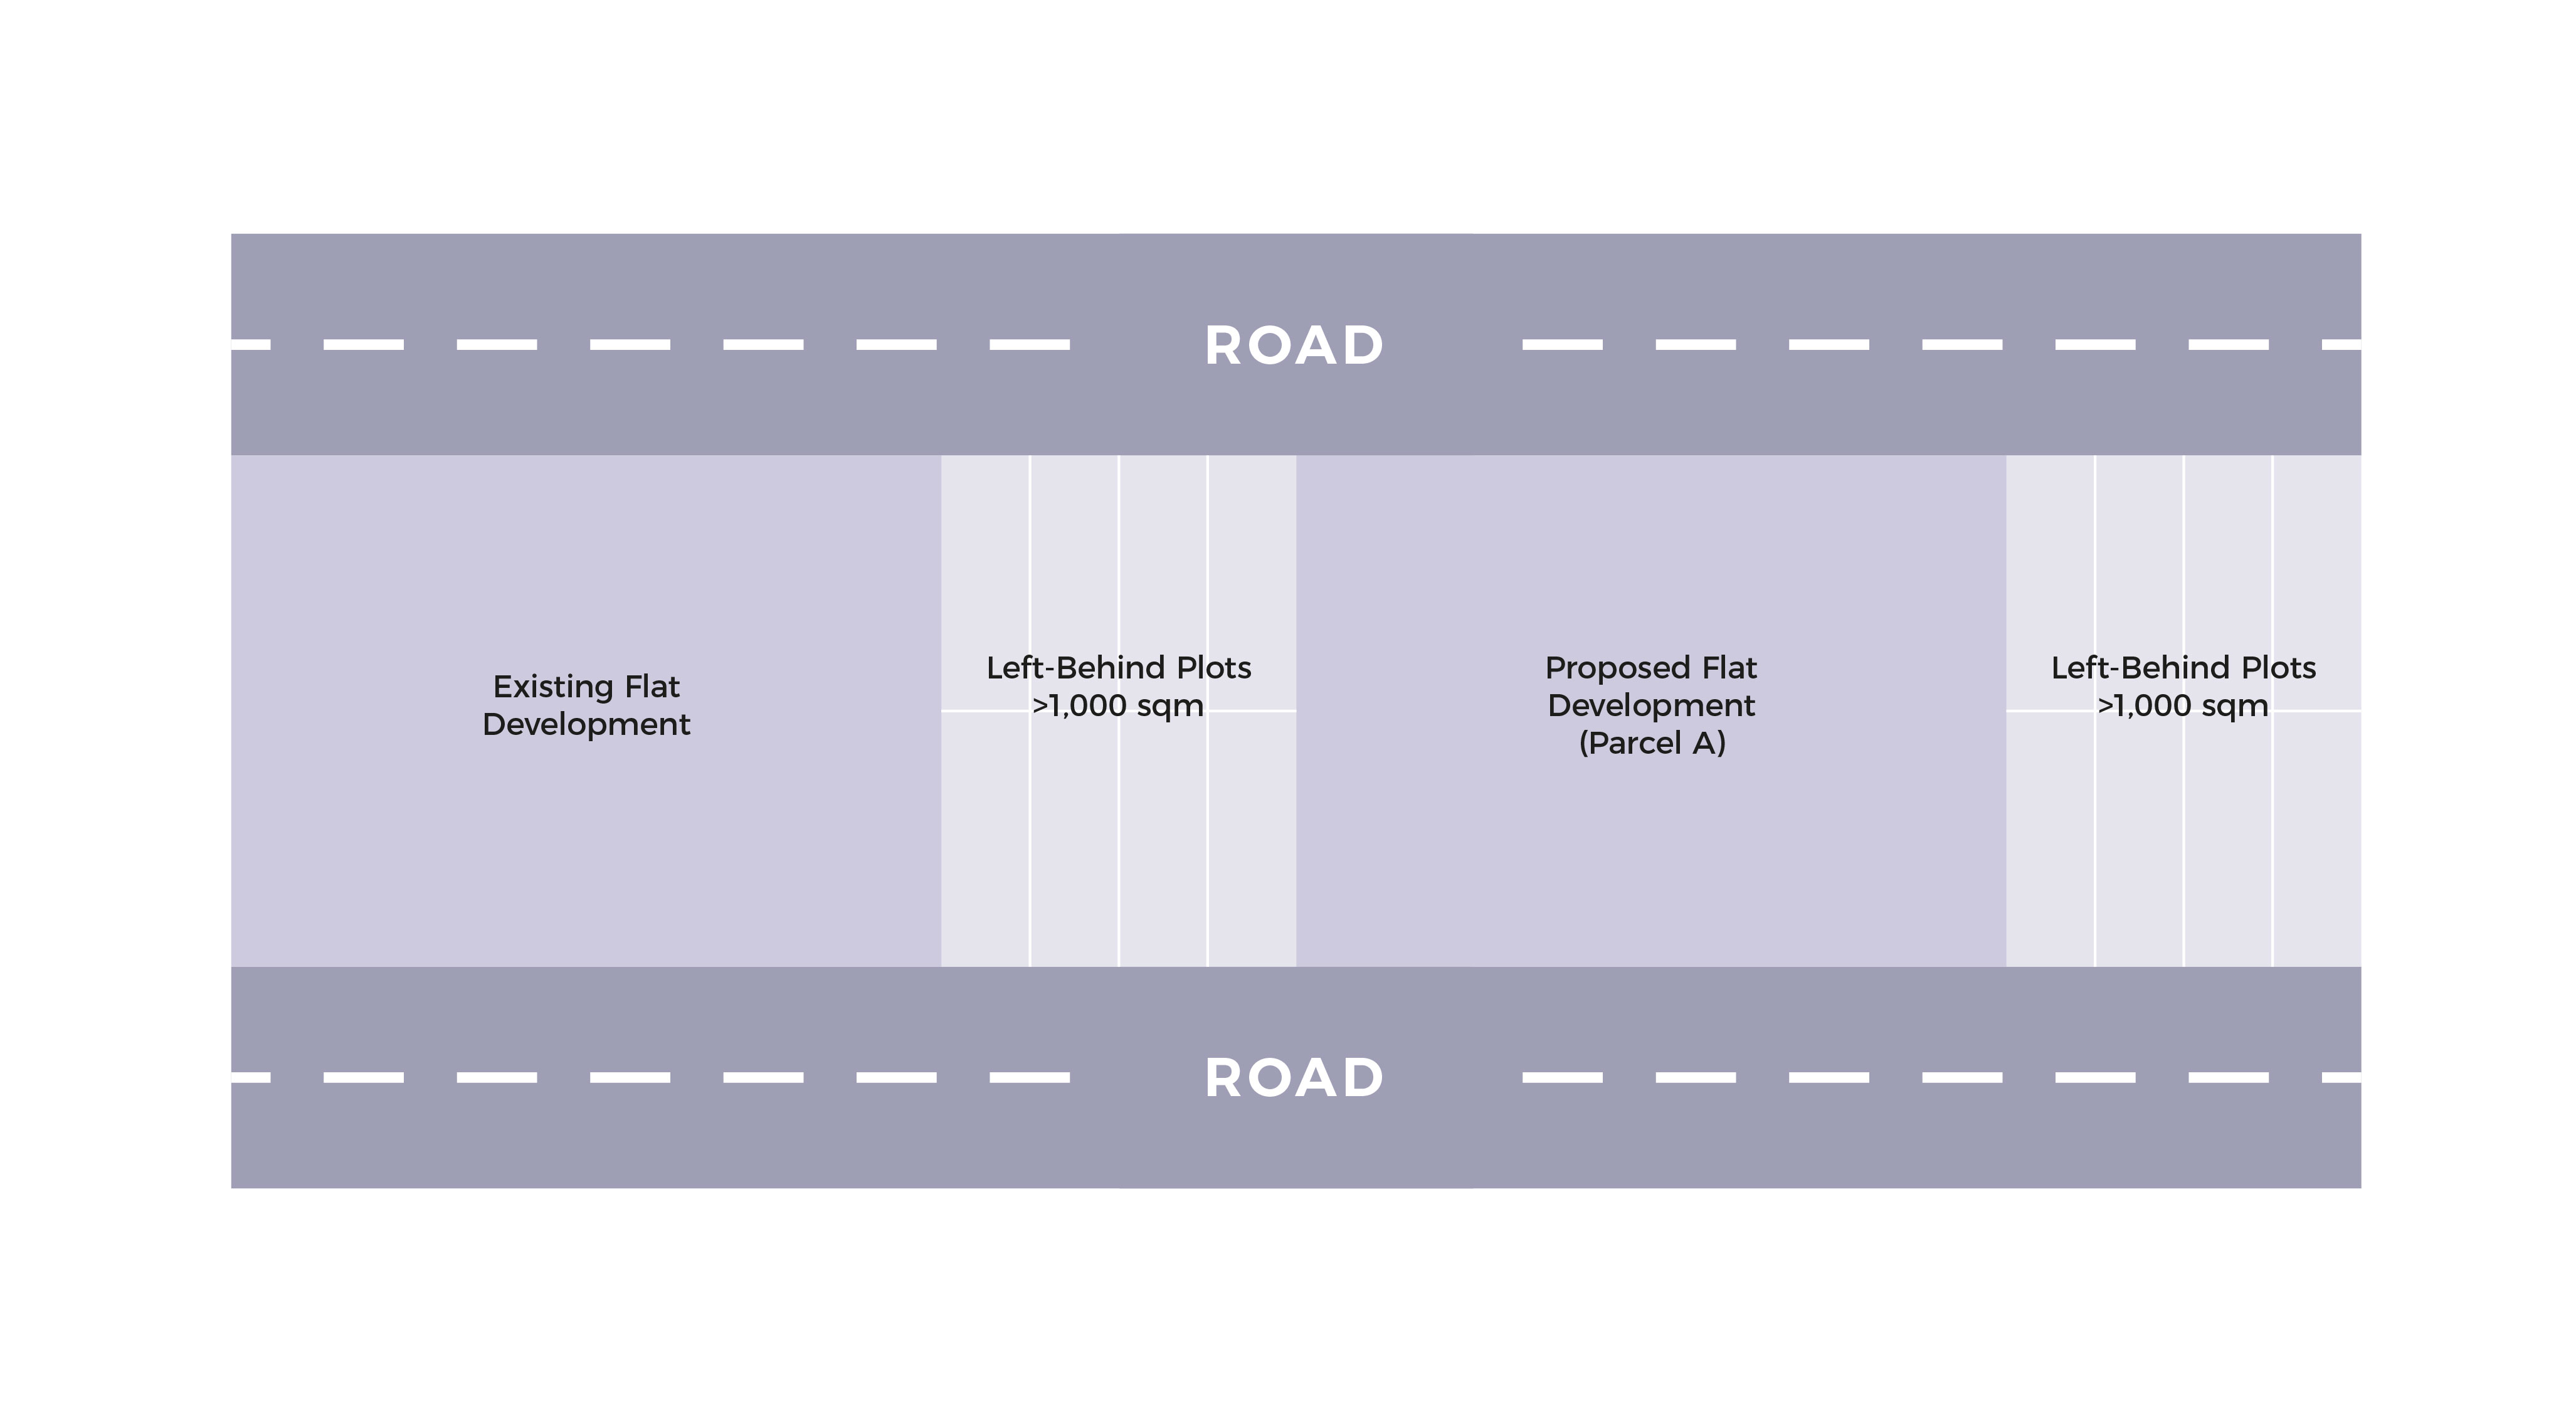 ROAD
Existing Flat
Development
Left-Behind Plots
>1,000 sqm
Proposed Flat
Development
(Parcel A)
Left-Behind Plots
>1,000 sqm
ROAD